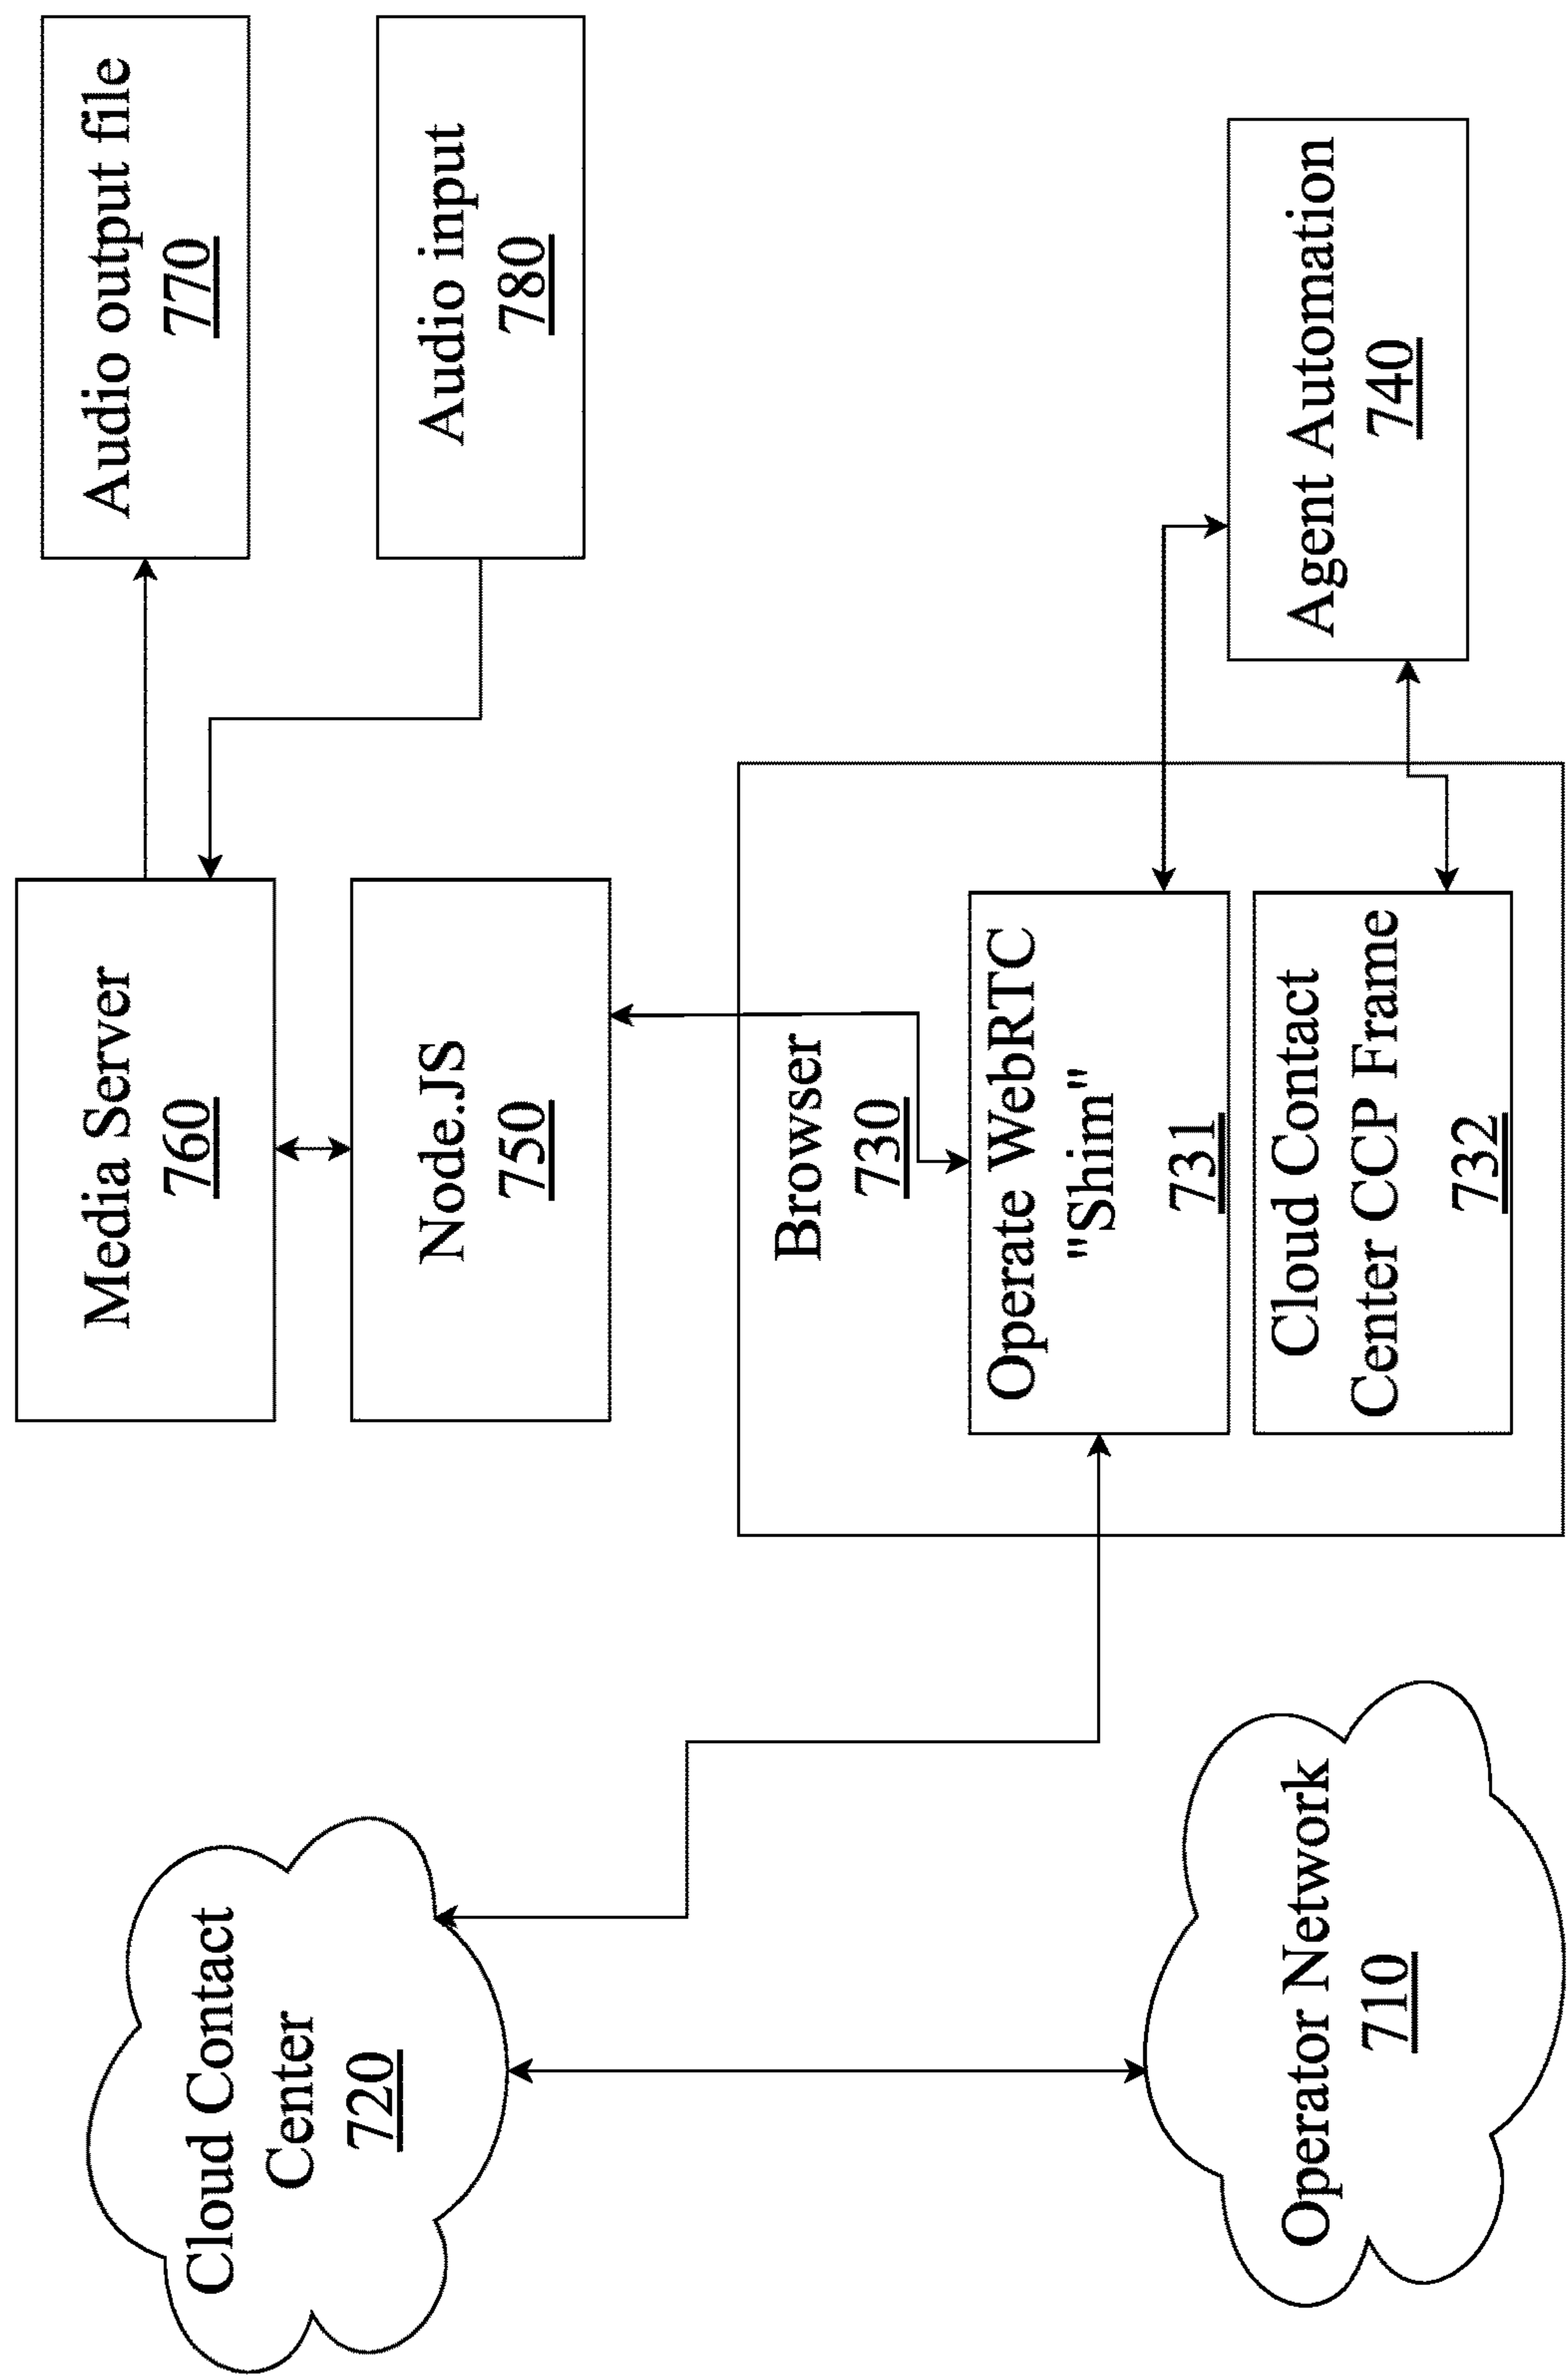 Cloud Contact
Center
720
Operator Network
710
Media Server
760
Node.JS
750
Browser
730
Operate WebRTC
"Shim"
731
Cloud Contact
Center CCP Frame
732
Audio output file
770
Audio input
780
Agent Automation
740